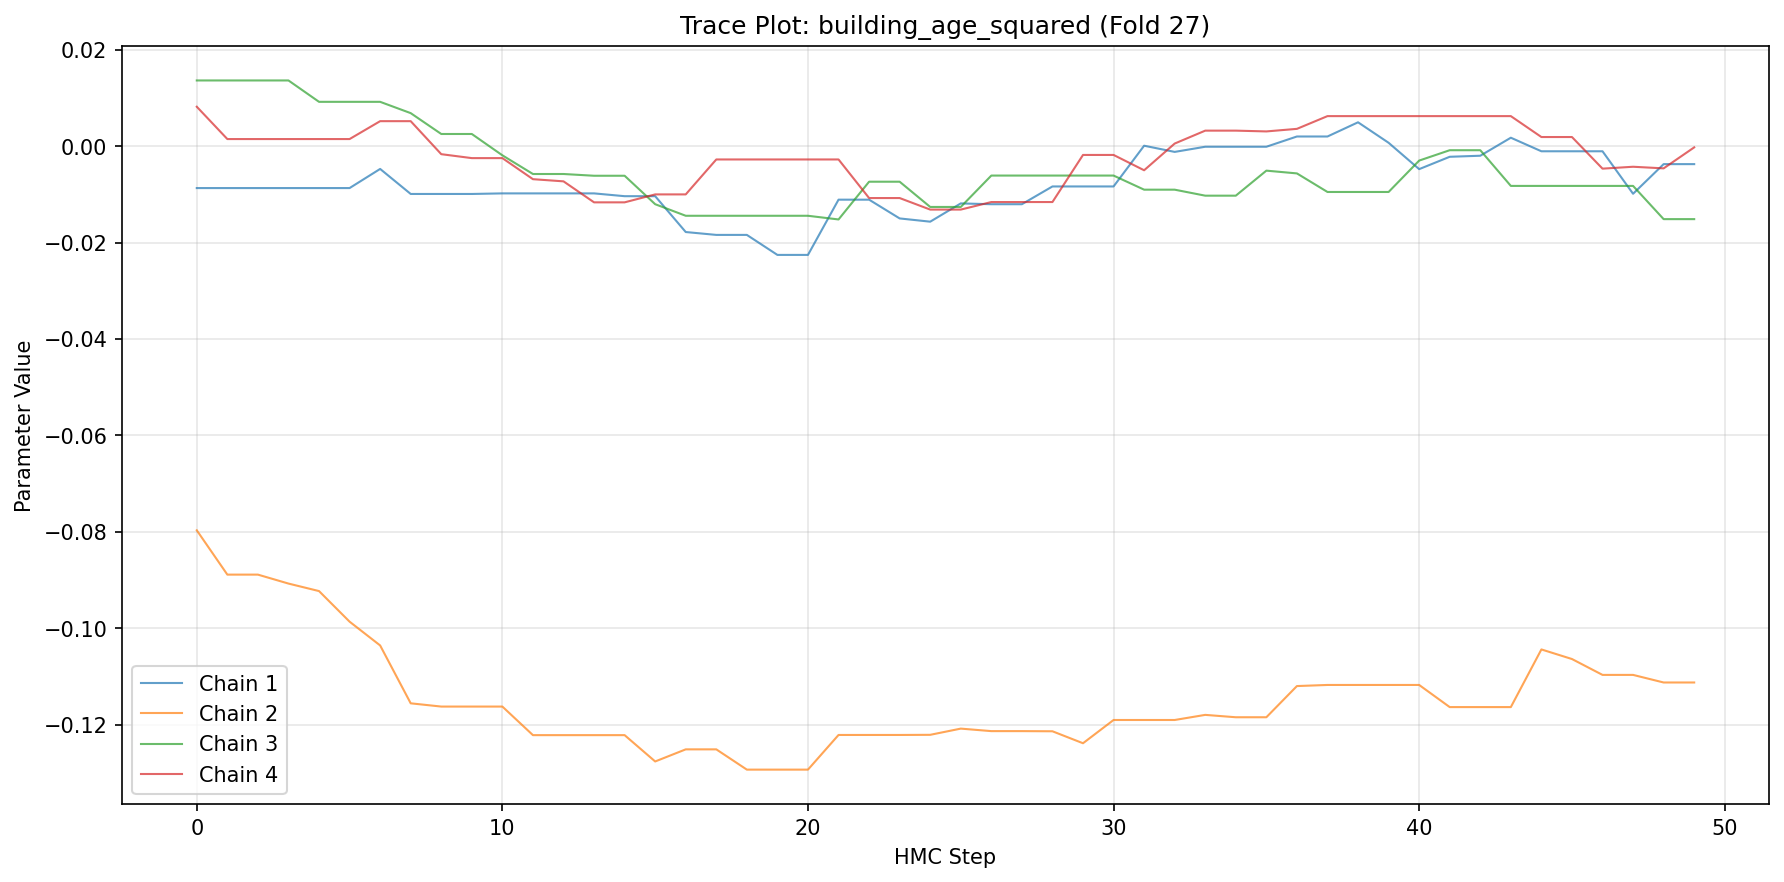 Trace Plot: building_age_squared (Fold 27)
0.02
0.00
−0.02
−0.04
−0.06
−0.08
−0.10
−0.12
Parameter Value
Chain 1
Chain 2
Chain 3
Chain 4
0 10 20 30 40 50
HMC Step